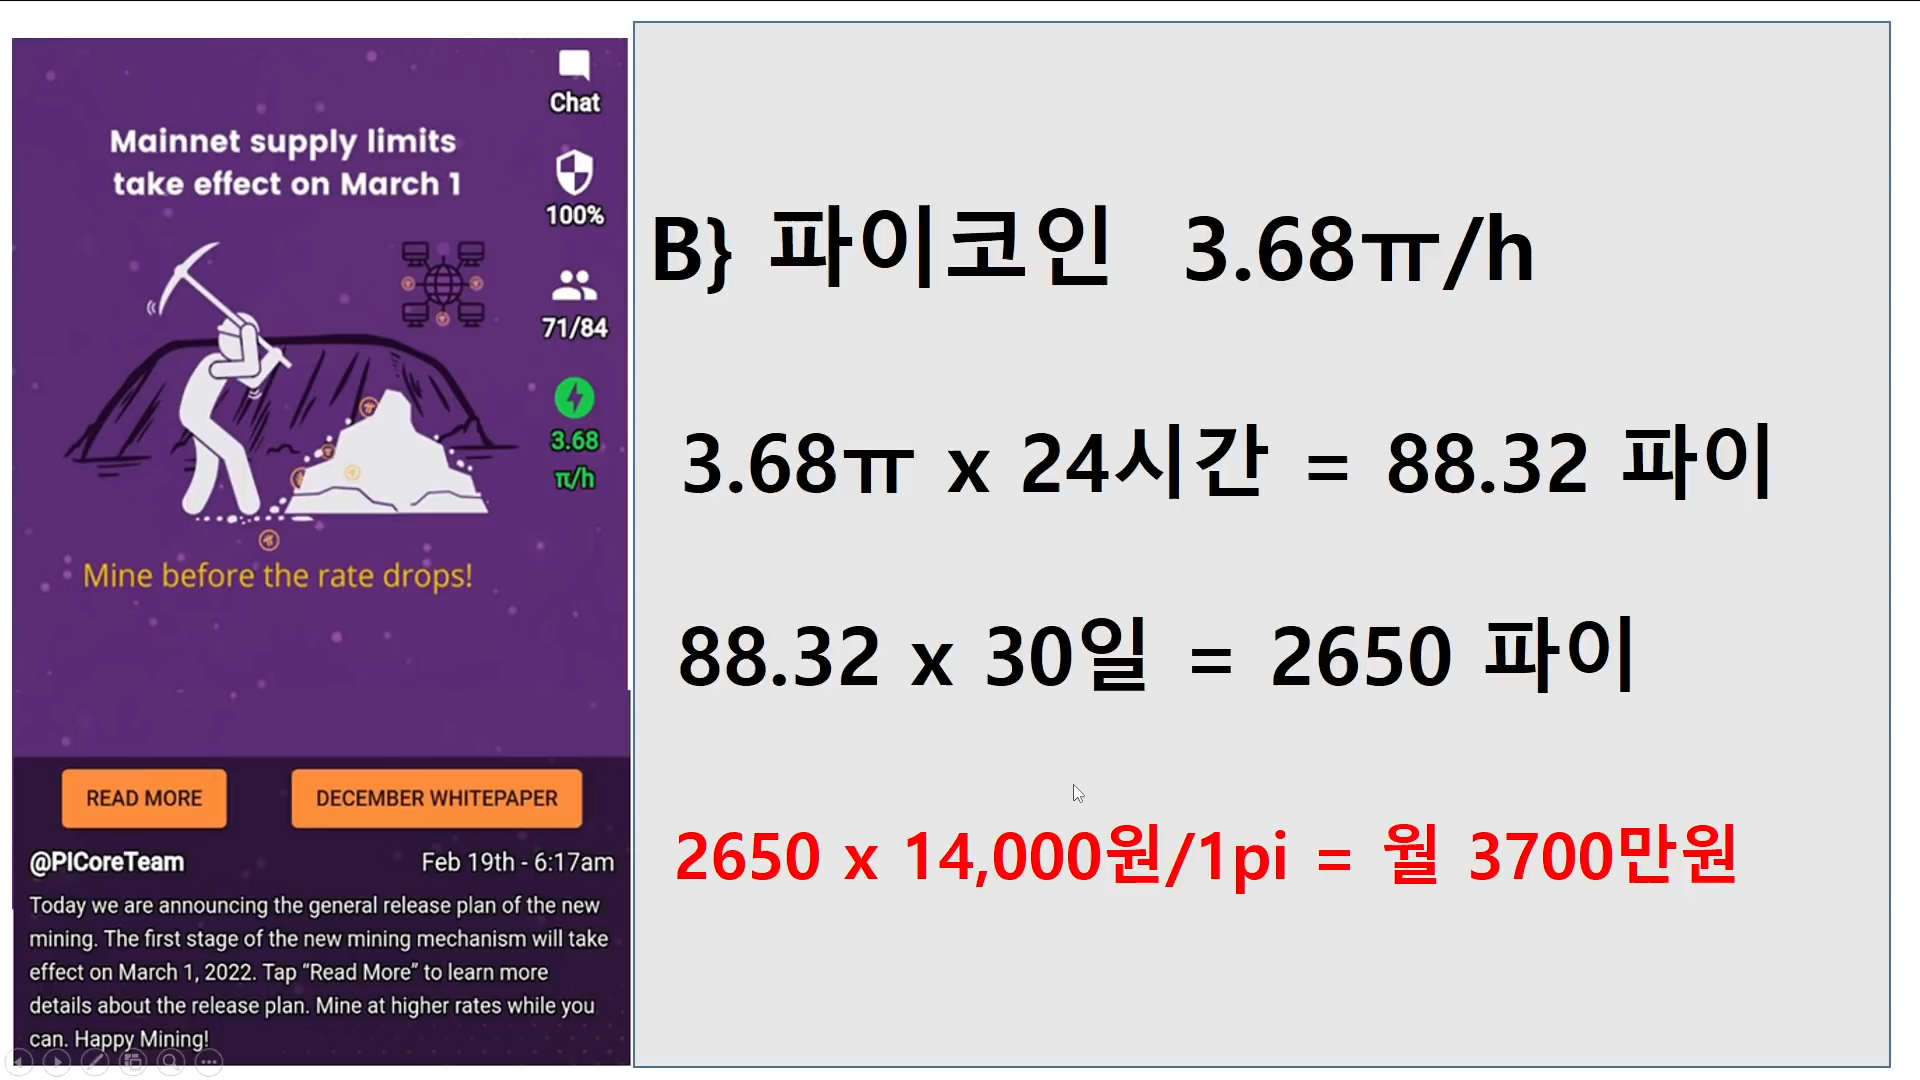 Chat
Mainnet supply limits
take effect on March 1
100%
71/84
3.68
π/h
Mine before the rate drops!
READ MORE
DECEMBER WHITEPAPER
@PICoreTeam
Feb 19th - 6:17am
Today we are announcing the general release plan of the new
mining. The first stage of the new mining mechanism will take
effect on March 1, 2022. Tap “Read More” to learn more
details about the release plan. Mine at higher rates while you
can. Happy Mining!
B} 파이코인 3.68ㅠ/h
3.68ㅠ x 24시간 = 88.32 파이
88.32 x 30일 = 2650 파이
2650 x 14,000원/1pi = 월 3700만원